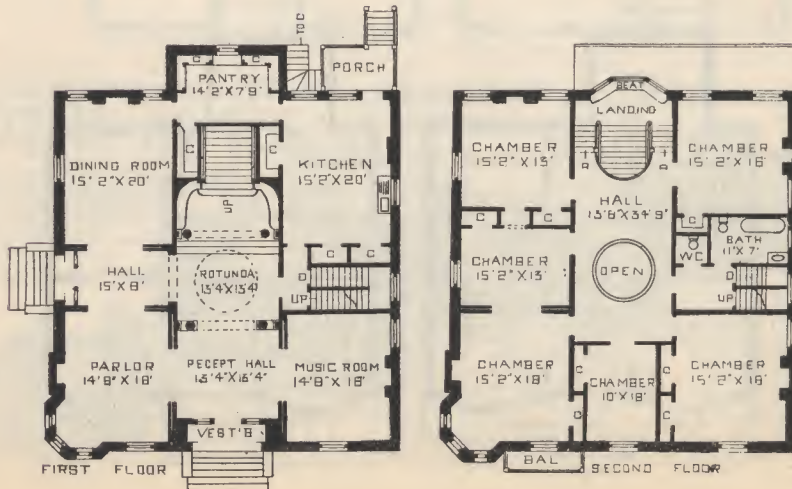 TO C
PORCH
C
C
PANTRY
14'2"X7'9"
DINING ROOM
15'2"X20'
C
C
KITCHEN
15'2"X20'
UP
HALL
15'X8'
ROTUNDA
13'4"X13'4"
C
C
D
UP
PARLOR
14'8"X18'
RECEPT HALL
13'4"X13'4"
MUSIC ROOM
14'8"X18'
VEST'B
FIRST FLOOR
SEAT
LANDING
CHAMBER
15'2"X13'
CHAMBER
15'2"X18'
HALL
13'8"X34'9"
C
C
C
BATH
11'X7'
WC
CHAMBER
15'2"X13'
OPEN
D
UP
CHAMBER
15'2"X18'
CHAMBER
10'X18'
CHAMBER
15'2"X18'
C
C
C
C
BAL
SECOND FLOOR